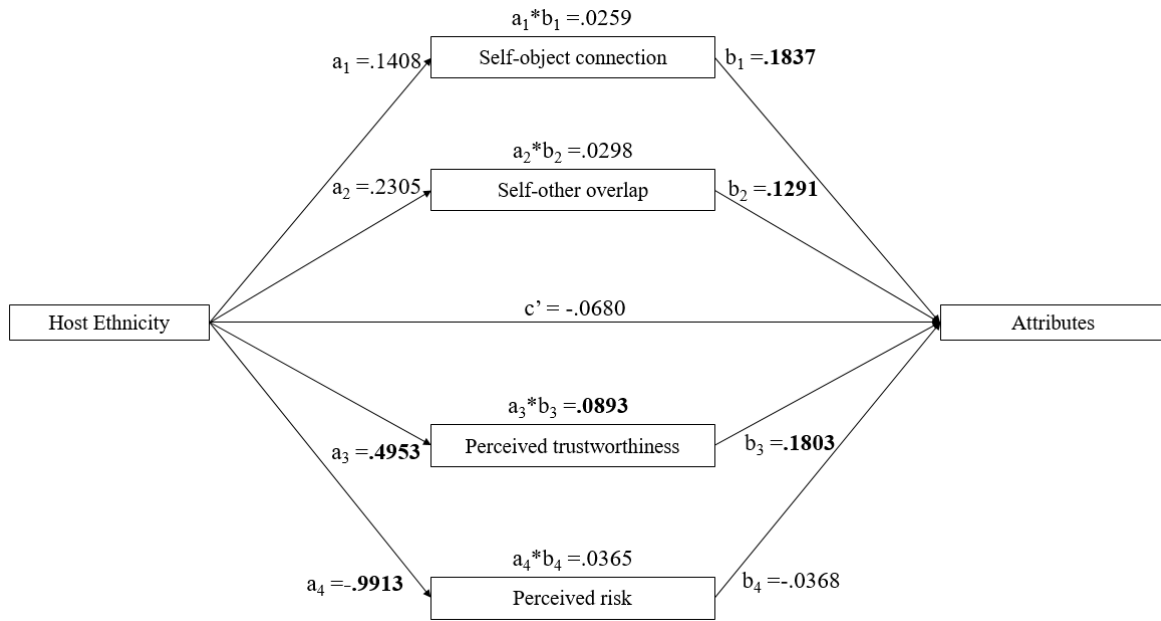 a₁*b₁ =.0259
a₁ =.1408
Self-object connection
b₁ =.1837
a₂*b₂ =.0298
a₂ =.2305
Self-other overlap
b₂ =.1291
c’ = -.0680
Host Ethnicity
Attributes
a₃*b₃ =.0893
a₃ =.4953
Perceived trustworthiness
b₃ =.1803
a₄*b₄ =.0365
a₄ =-.9913
Perceived risk
b₄ =-.0368